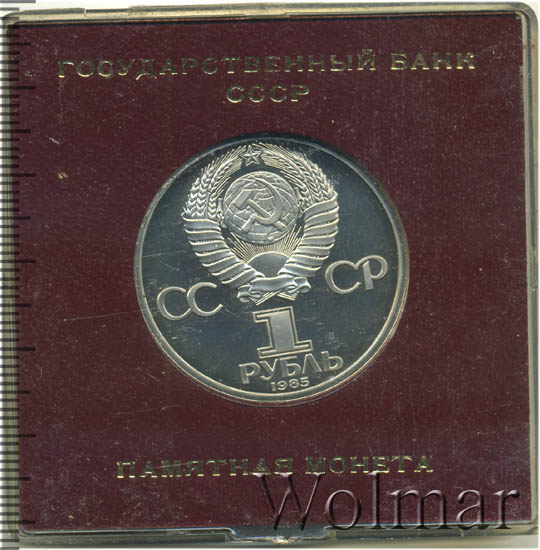 ГОСУДАРСТВЕННЫЙ БАНК
СССР
СС СР
1
РУБЛЬ
1985
ПАМЯТНАЯ МОНЕТА
Wolmar